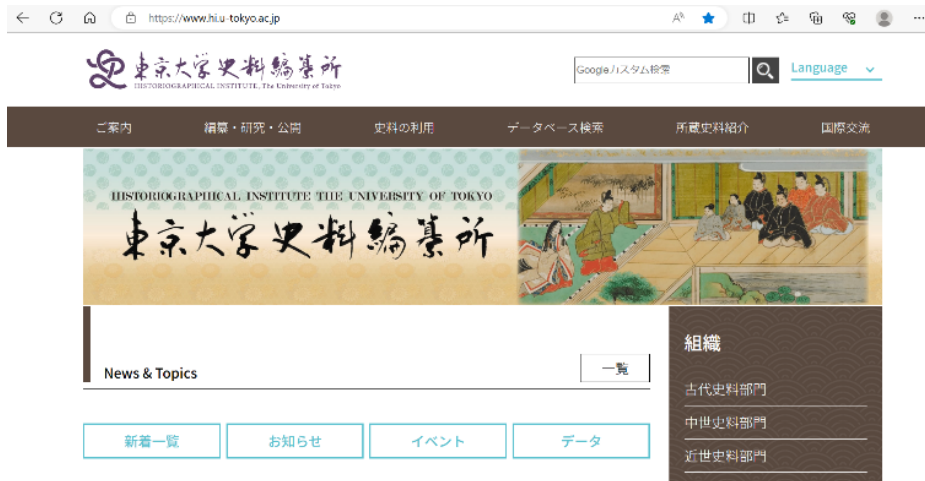 https://www.hi.u-tokyo.ac.jp
東京大学史料編纂所
HISTORIOGRAPHICAL INSTITUTE, The University of Tokyo
Googleカスタム検索
Language
ご案内 編纂・研究・公開 史料の利用 データベース検索 所蔵史料紹介 国際交流
HISTORIOGRAPHICAL INSTITUTE THE UNIVERSITY OF TOKYO
東京大学史料編纂所
組織
News & Topics
一覧
古代史料部門
中世史料部門
近世史料部門
新着一覧 お知らせ イベント データ